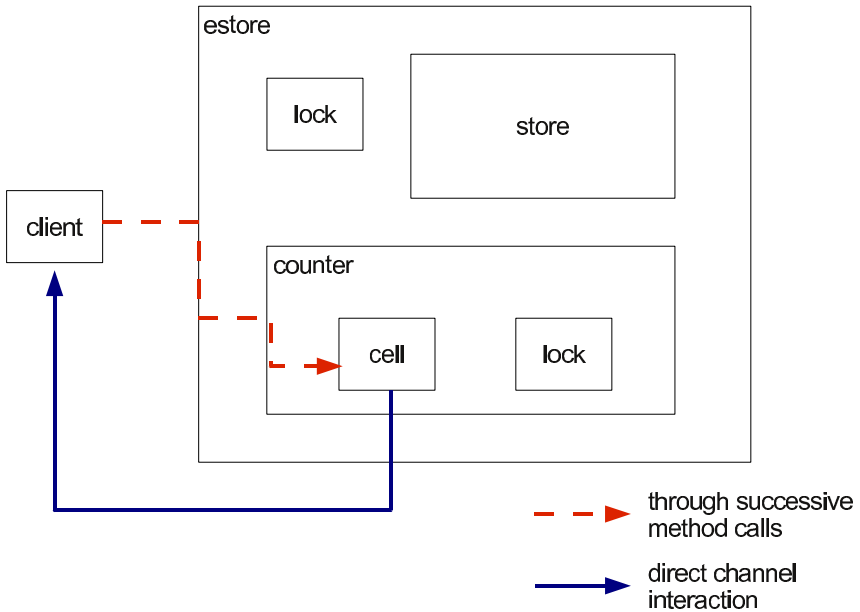 estore
lock
store
client
counter
cell
lock
through successive
method calls
direct channel
interaction